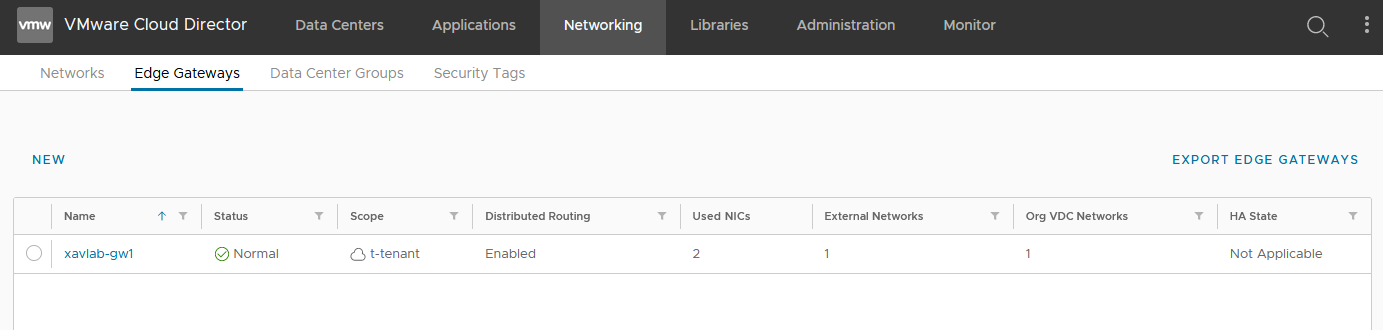 vmw VMware Cloud Director Data Centers Applications Networking Libraries Administration Monitor
Networks Edge Gateways Data Center Groups Security Tags
NEW EXPORT EDGE GATEWAYS
Name Status Scope Distributed Routing Used NICs External Networks Org VDC Networks HA State
xavlab-gw1 Normal t-tenant Enabled 2 1 1 Not Applicable